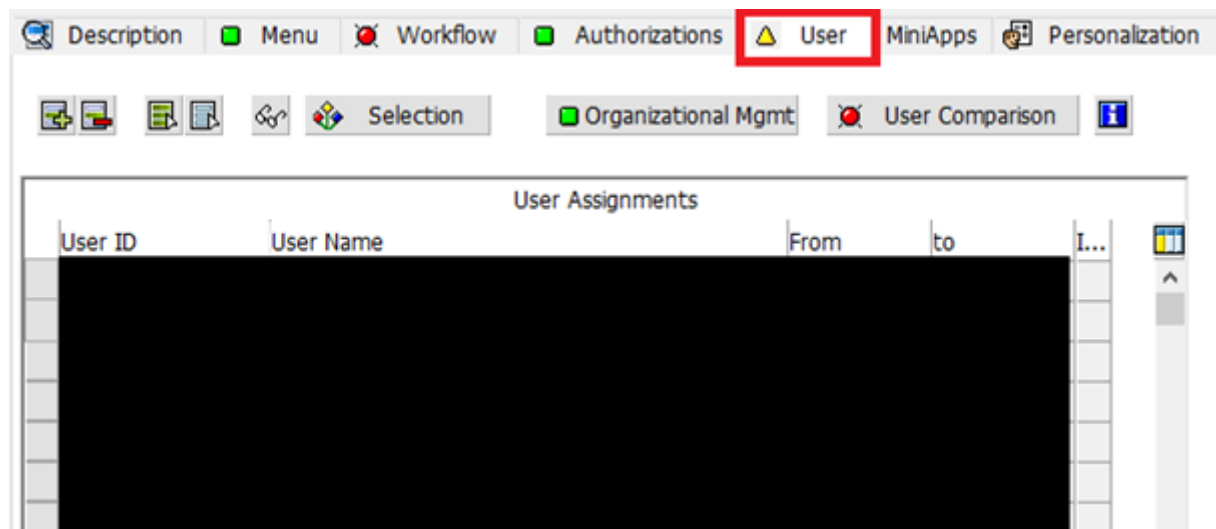 Description Menu Workflow Authorizations User MiniApps Personalization
Selection Organizational Mgmt User Comparison
User Assignments
User ID User Name From to I...